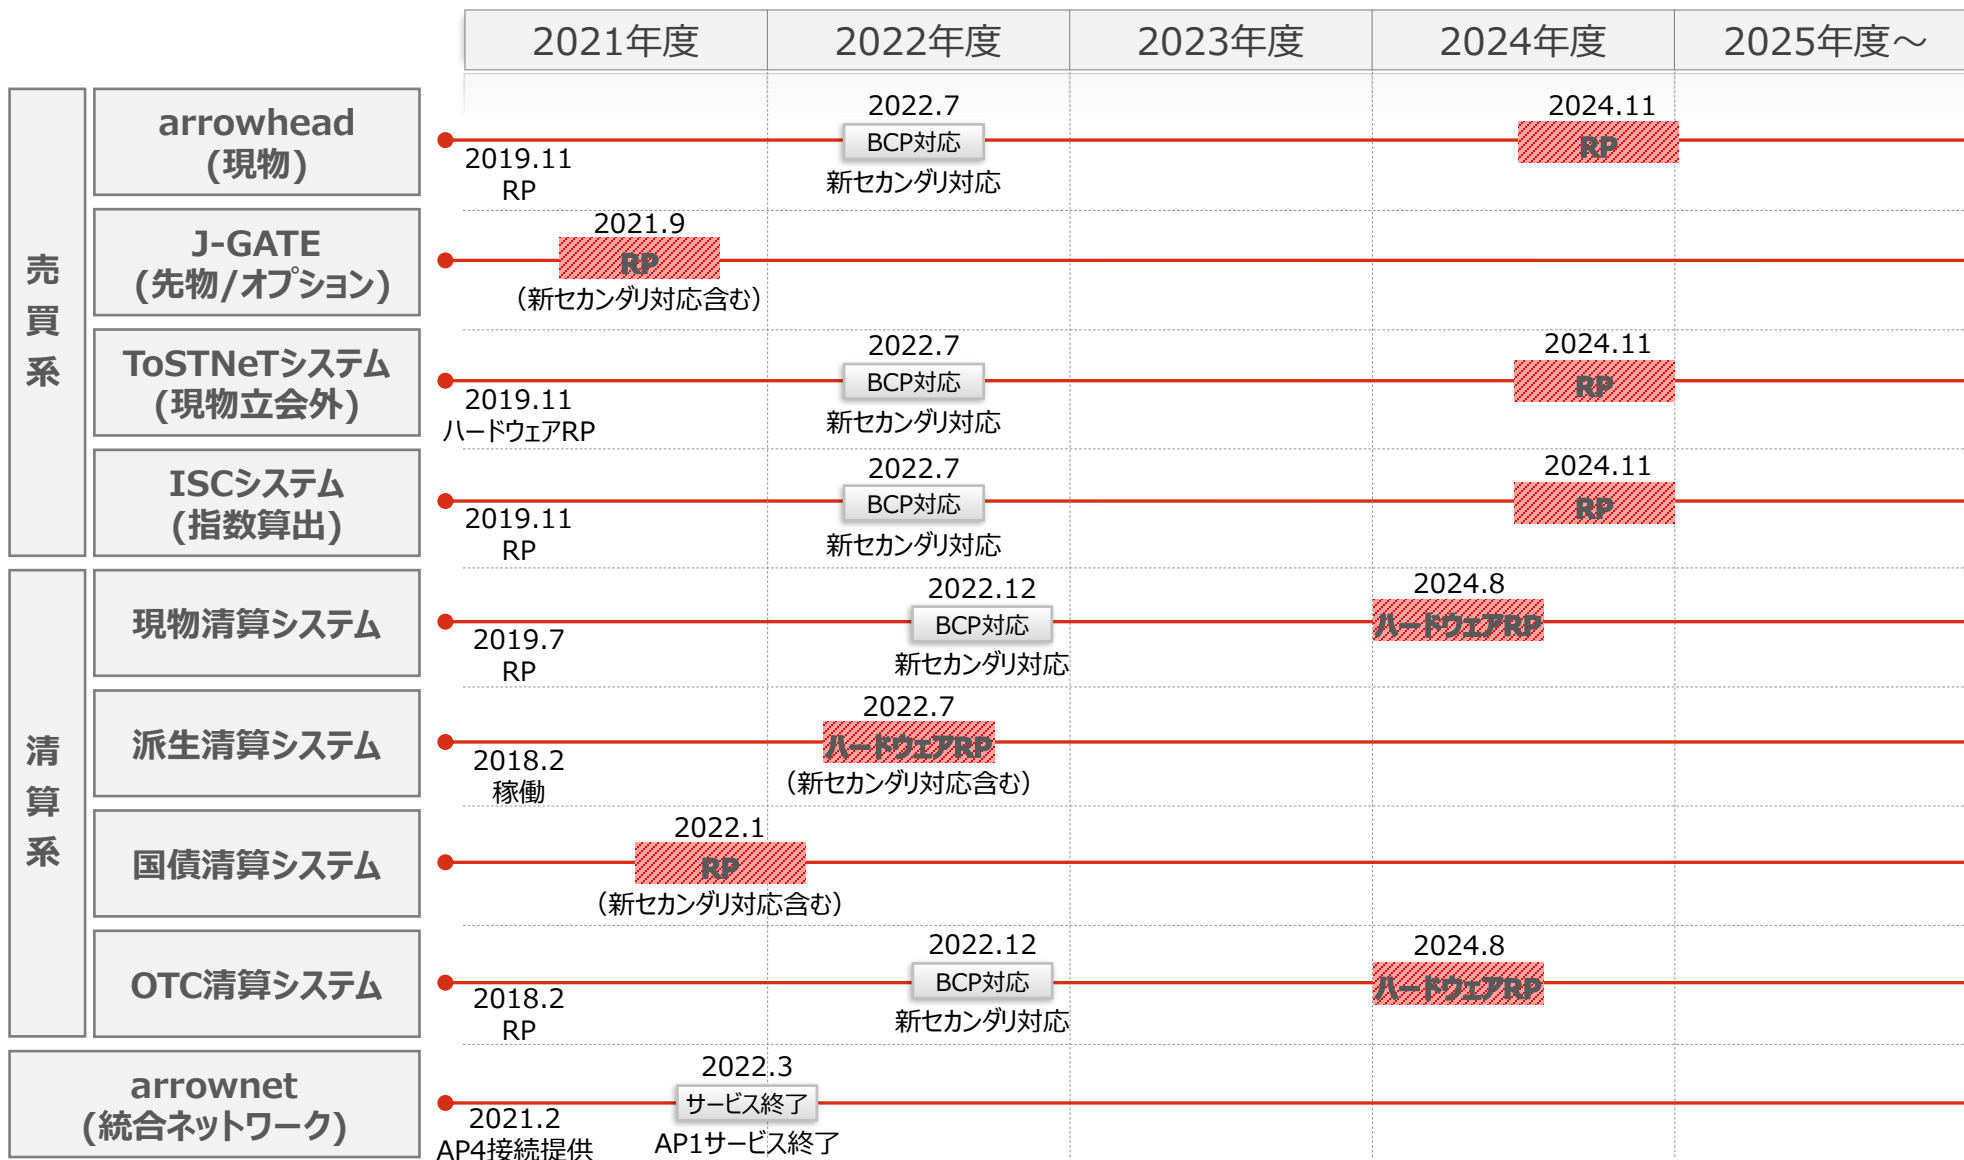 2021年度 2022年度 2023年度 2024年度 2025年度～
売買系
arrowhead
(現物)
2019.11
RP
2022.7
BCP対応
新セカンダリ対応
2024.11
RP
J-GATE
(先物/オプション)
2021.9
RP
（新セカンダリ対応含む）
ToSTNeTシステム
(現物立会外)
2019.11
ハードウェアRP
2022.7
BCP対応
新セカンダリ対応
2024.11
RP
ISCシステム
(指数算出)
2019.11
RP
2022.7
BCP対応
新セカンダリ対応
2024.11
RP
清算系
現物清算システム
2019.7
RP
2022.12
BCP対応
新セカンダリ対応
2024.8
ハードウェアRP
派生清算システム
2018.2
稼働
2022.7
ハードウェアRP
（新セカンダリ対応含む）
国債清算システム
2022.1
RP
（新セカンダリ対応含む）
OTC清算システム
2018.2
RP
2022.12
BCP対応
新セカンダリ対応
2024.8
ハードウェアRP
arrownet
(統合ネットワーク)
2021.2
AP4接続提供
2022.3
サービス終了
AP1サービス終了